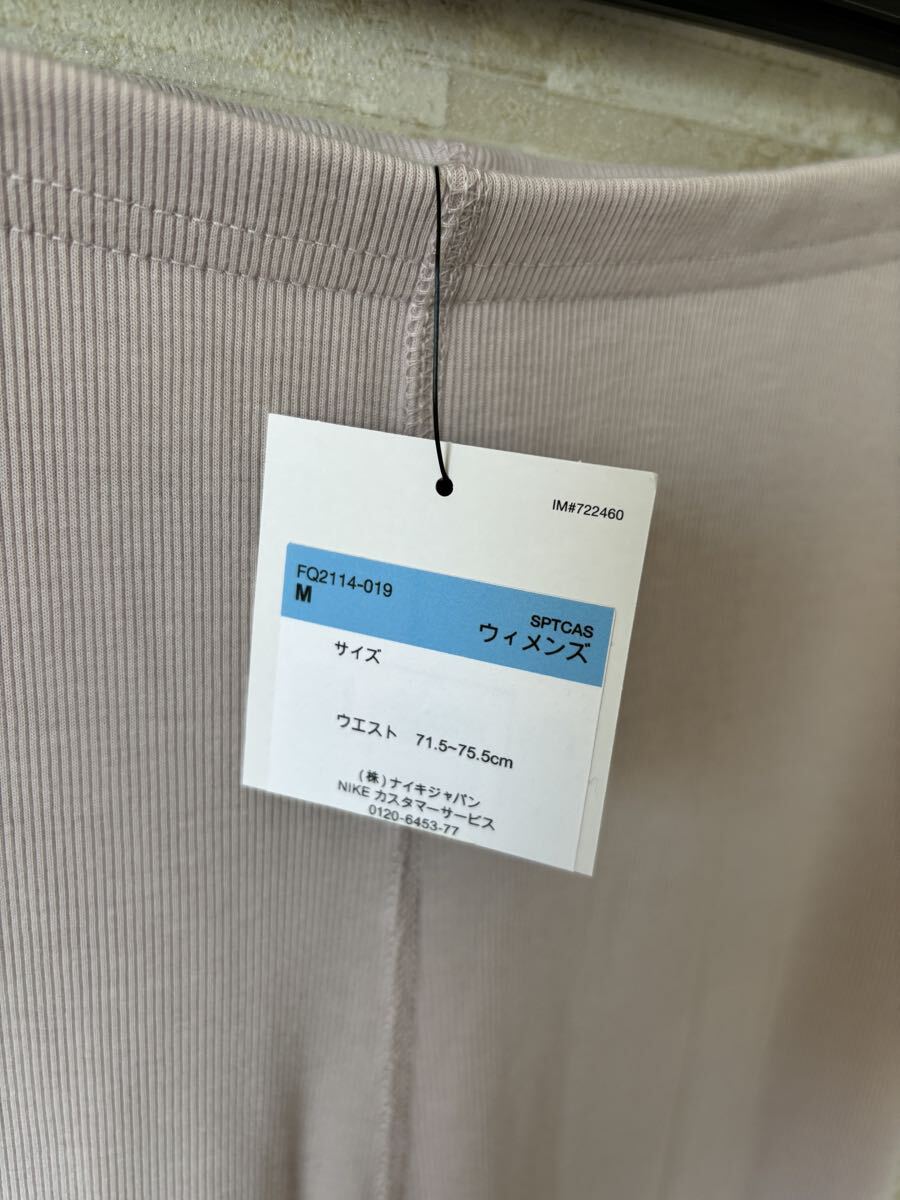 IM#722460
FQ2114-019
M
SPTCAS
ウィメンズ
サイズ
ウエスト 71.5~75.5cm
(株)ナイキジャパン
NIKE カスタマーサービス
0120-6453-77